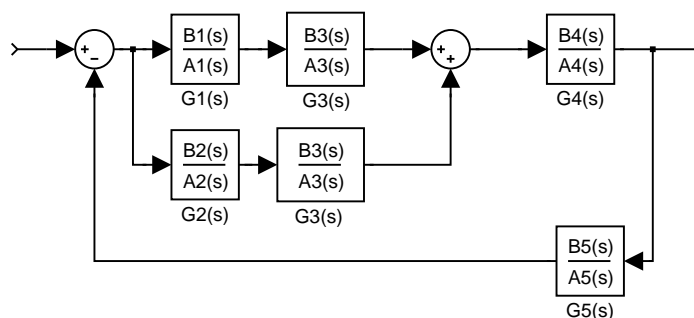 B1(s)
A1(s)
G1(s)
B3(s)
A3(s)
G3(s)
B4(s)
A4(s)
G4(s)
B2(s)
A2(s)
G2(s)
B3(s)
A3(s)
G3(s)
B5(s)
A5(s)
G5(s)